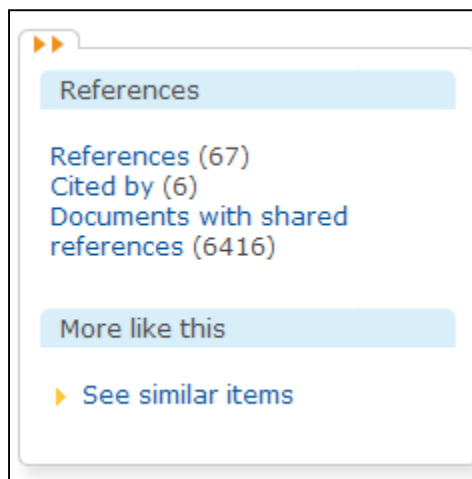 References
References (67)
Cited by (6)
Documents with shared
references (6416)
More like this
See similar items